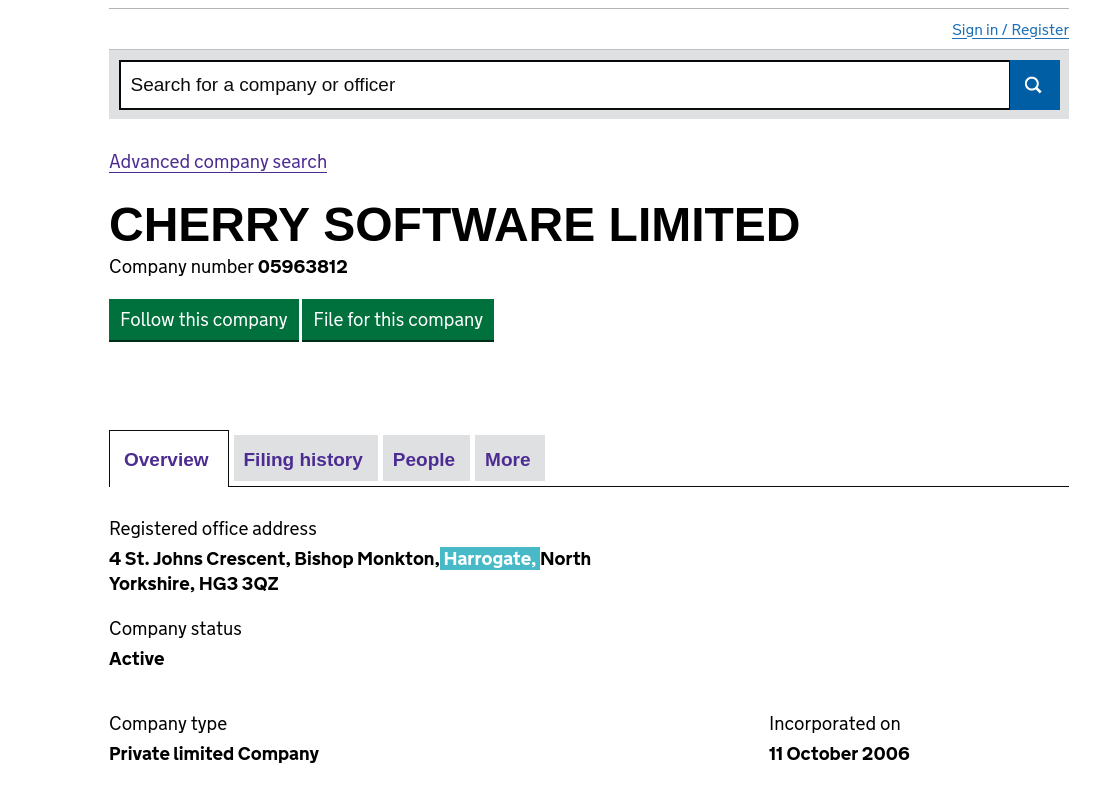 Sign in / Register
Search for a company or officer
Advanced company search
CHERRY SOFTWARE LIMITED
Company number 05963812
Follow this company File for this company
Overview Filing history People More
Registered office address
4 St. Johns Crescent, Bishop Monkton, Harrogate, North
Yorkshire, HG3 3QZ
Company status
Active
Company type Incorporated on
Private limited Company 11 October 2006